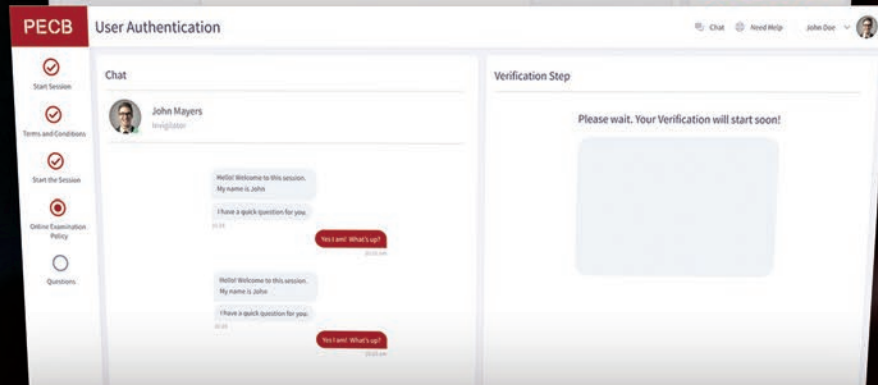 PECB
User Authentication
Chat
Need Help
John Doe
Start Session
Terms and Conditions
Start the Session
Online Examination
Policy
Questions
Chat
John Mayers
Invigilator
Hello! Welcome to this session.
My name is John
I have a quick question for you.
Yes I am! What's up?
Hello! Welcome to this session.
My name is John
I have a quick question for you.
Yes I am! What's up?
Verification Step
Please wait. Your Verification will start soon!